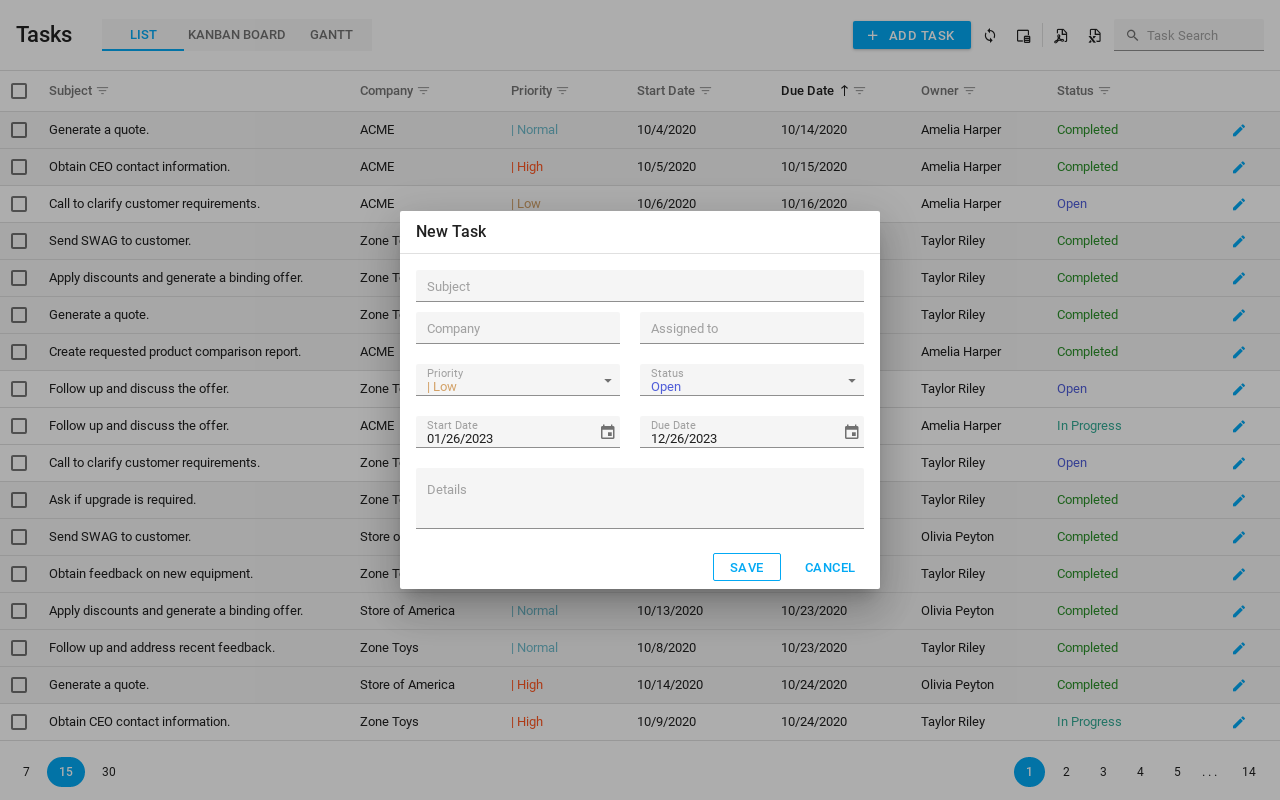 Tasks
LIST KANBAN BOARD GANTT
ADD TASK
Task Search
Subject Company Priority Start Date Due Date Owner Status
Generate a quote. ACME | Normal 10/4/2020 10/14/2020 Amelia Harper Completed
Obtain CEO contact information. ACME | High 10/5/2020 10/15/2020 Amelia Harper Completed
Call to clarify customer requirements. ACME | Low 10/6/2020 10/16/2020 Amelia Harper Open
Send SWAG to customer. Zone Taylor Riley Completed
Apply discounts and generate a binding offer. Zone Taylor Riley Completed
Generate a quote. Zone Taylor Riley Completed
Create requested product comparison report. ACME Amelia Harper Completed
Follow up and discuss the offer. Zone Taylor Riley Open
Follow up and discuss the offer. ACME Amelia Harper In Progress
Call to clarify customer requirements. Zone Taylor Riley Open
Ask if upgrade is required. Zone Taylor Riley Completed
Send SWAG to customer. Store Olivia Peyton Completed
Obtain feedback on new equipment. Zone Taylor Riley Completed
Apply discounts and generate a binding offer. Store of America | Normal 10/13/2020 10/23/2020 Olivia Peyton Completed
Follow up and address recent feedback. Zone Toys | Normal 10/8/2020 10/23/2020 Taylor Riley Completed
Generate a quote. Store of America | High 10/14/2020 10/24/2020 Olivia Peyton Completed
Obtain CEO contact information. Zone Toys | High 10/9/2020 10/24/2020 Taylor Riley In Progress
7 15 30
1 2 3 4 5 . . . 14
New Task
Subject
Company Assigned to
Priority Status
| Low Open
Start Date Due Date
01/26/2023 12/26/2023
Details
SAVE CANCEL